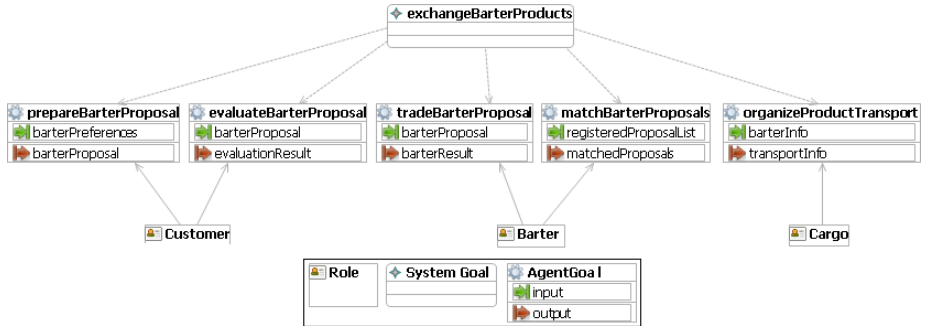 exchangeBarterProducts
prepareBarterProposal
barterPreferences
barterProposal
evaluateBarterProposal
barterProposal
evaluationResult
tradeBarterProposal
barterProposal
barterResult
matchBarterProposals
registeredProposalList
matchedProposals
organizeProductTransport
barterInfo
transportInfo
Customer
Barter
Cargo
Role
System Goal
AgentGoal
input
output